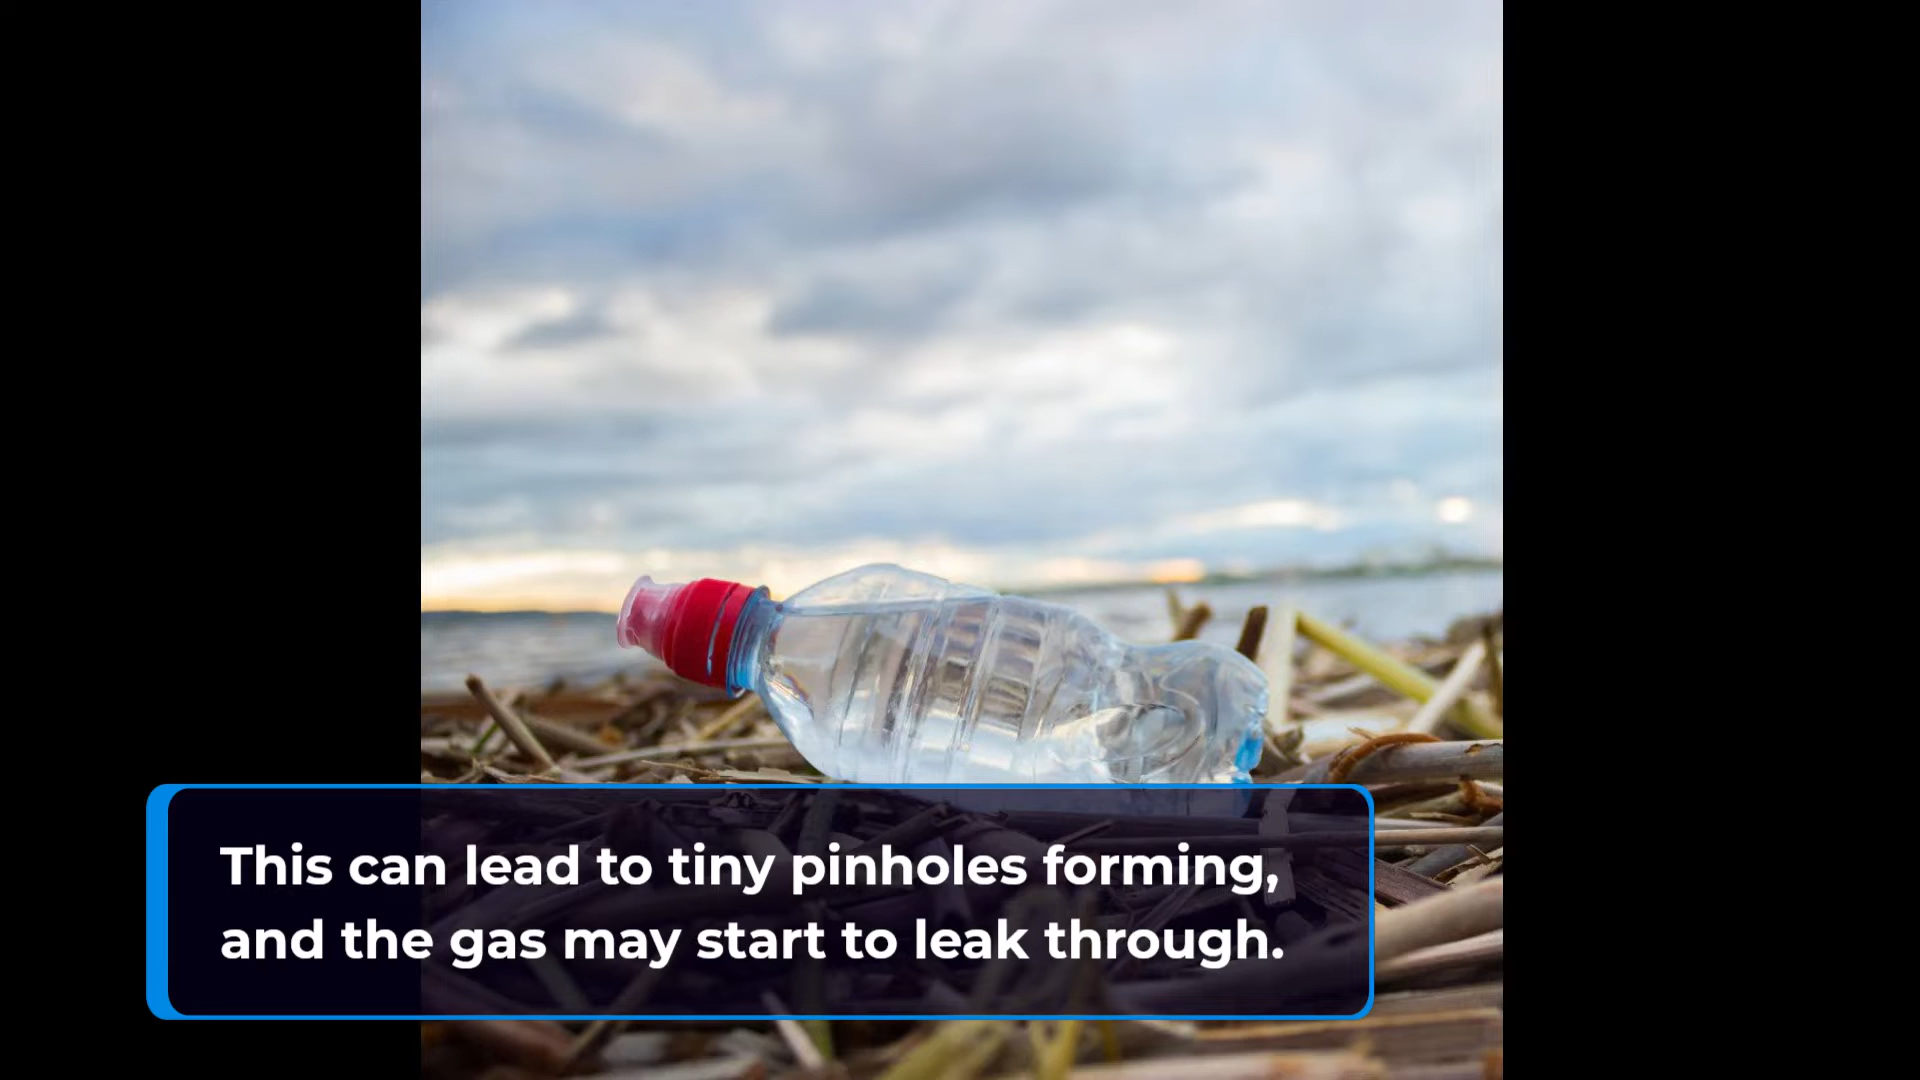 This can lead to tiny pinholes forming,
and the gas may start to leak through.